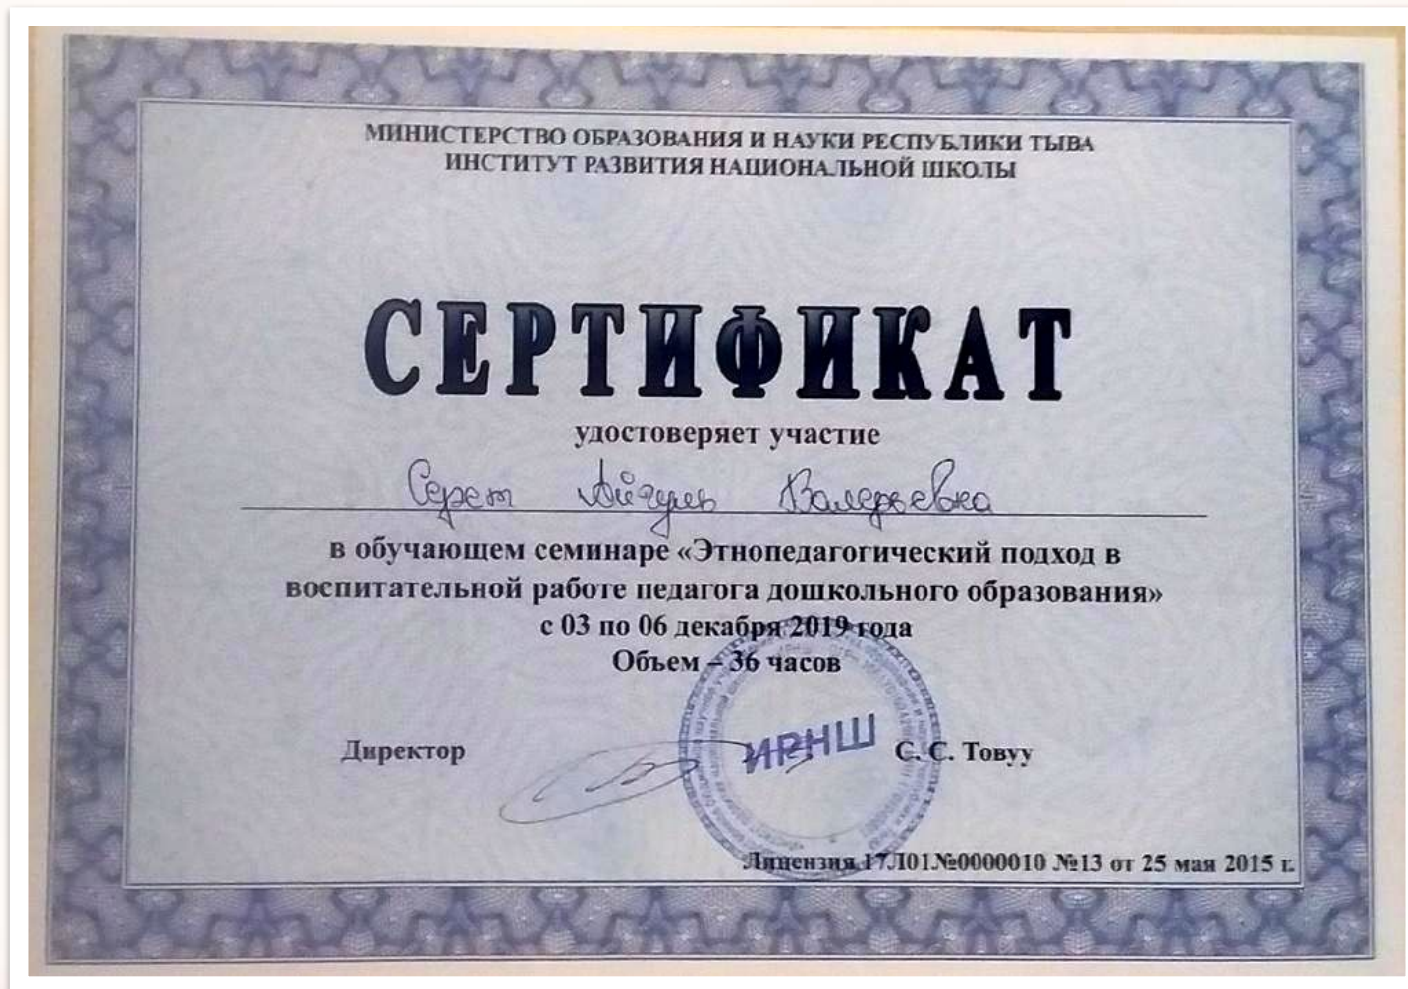 МИНИСТЕРСТВО ОБРАЗОВАНИЯ И НАУКИ РЕСПУБЛИКИ ТЫВА
ИНСТИТУТ РАЗВИТИЯ НАЦИОНАЛЬНОЙ ШКОЛЫ
СЕРТИФИКАТ
удостоверяет участие
Серет Айгуль Валерьевна
в обучающем семинаре «Этнопедагогический подход в
воспитательной работе педагога дошкольного образования»
с 03 по 06 декабря 2019 года
Объем – 36 часов
Директор ИРНШ С. С. Товуу
Лицензия 17Л01№0000010 №13 от 25 мая 2015 г.